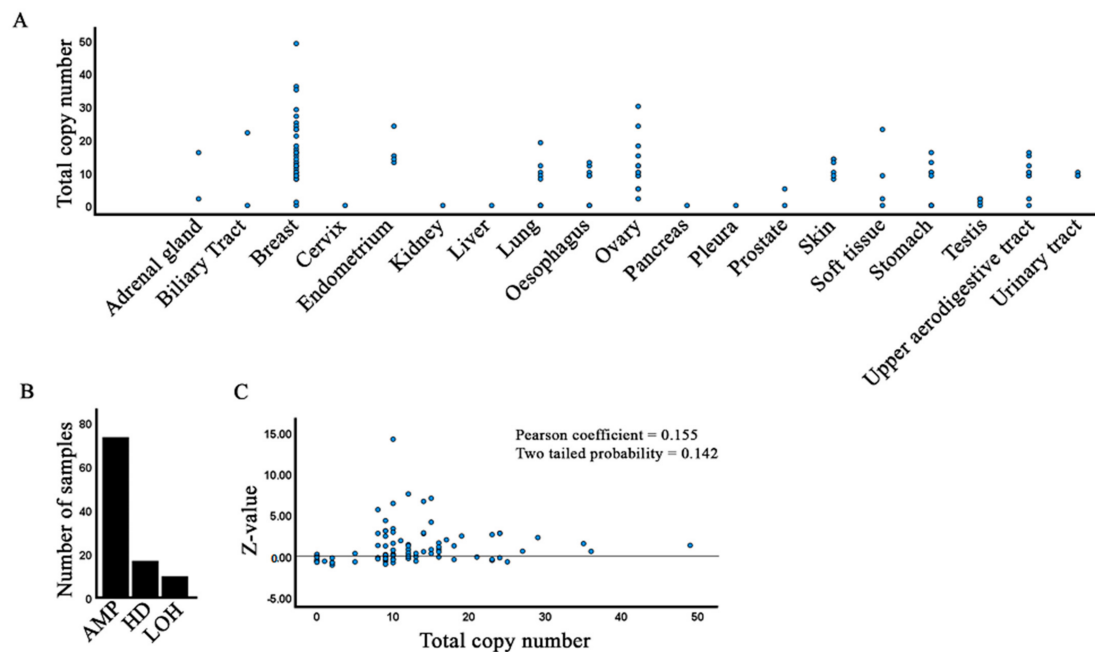 A
Total copy number
50
40
30
20
10
0
Adrenal gland
Biliary Tract
Breast
Cervix
Endometrium
Kidney
Liver
Lung
Oesophagus
Ovary
Pancreas
Pleura
Prostate
Skin
Soft tissue
Stomach
Testis
Upper aerodigestive tract
Urinary tract
B
Number of samples
80
60
40
20
0
AMP
HD
LOH
C
Pearson coefficient = 0.155
Two tailed probability = 0.142
Z-value
15.00
10.00
5.00
0.00
-5.00
0 10 20 30 40 50
Total copy number